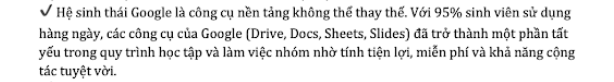 ✓ Hệ sinh thái Google là công cụ nền tảng không thể thay thế. Với 95% sinh viên sử dụng
hàng ngày, các công cụ của Google (Drive, Docs, Sheets, Slides) đã trở thành một phần tất
yếu trong quy trình học tập và làm việc nhóm nhờ tính tiện lợi, miễn phí và khả năng cộng
tác tuyệt vời.